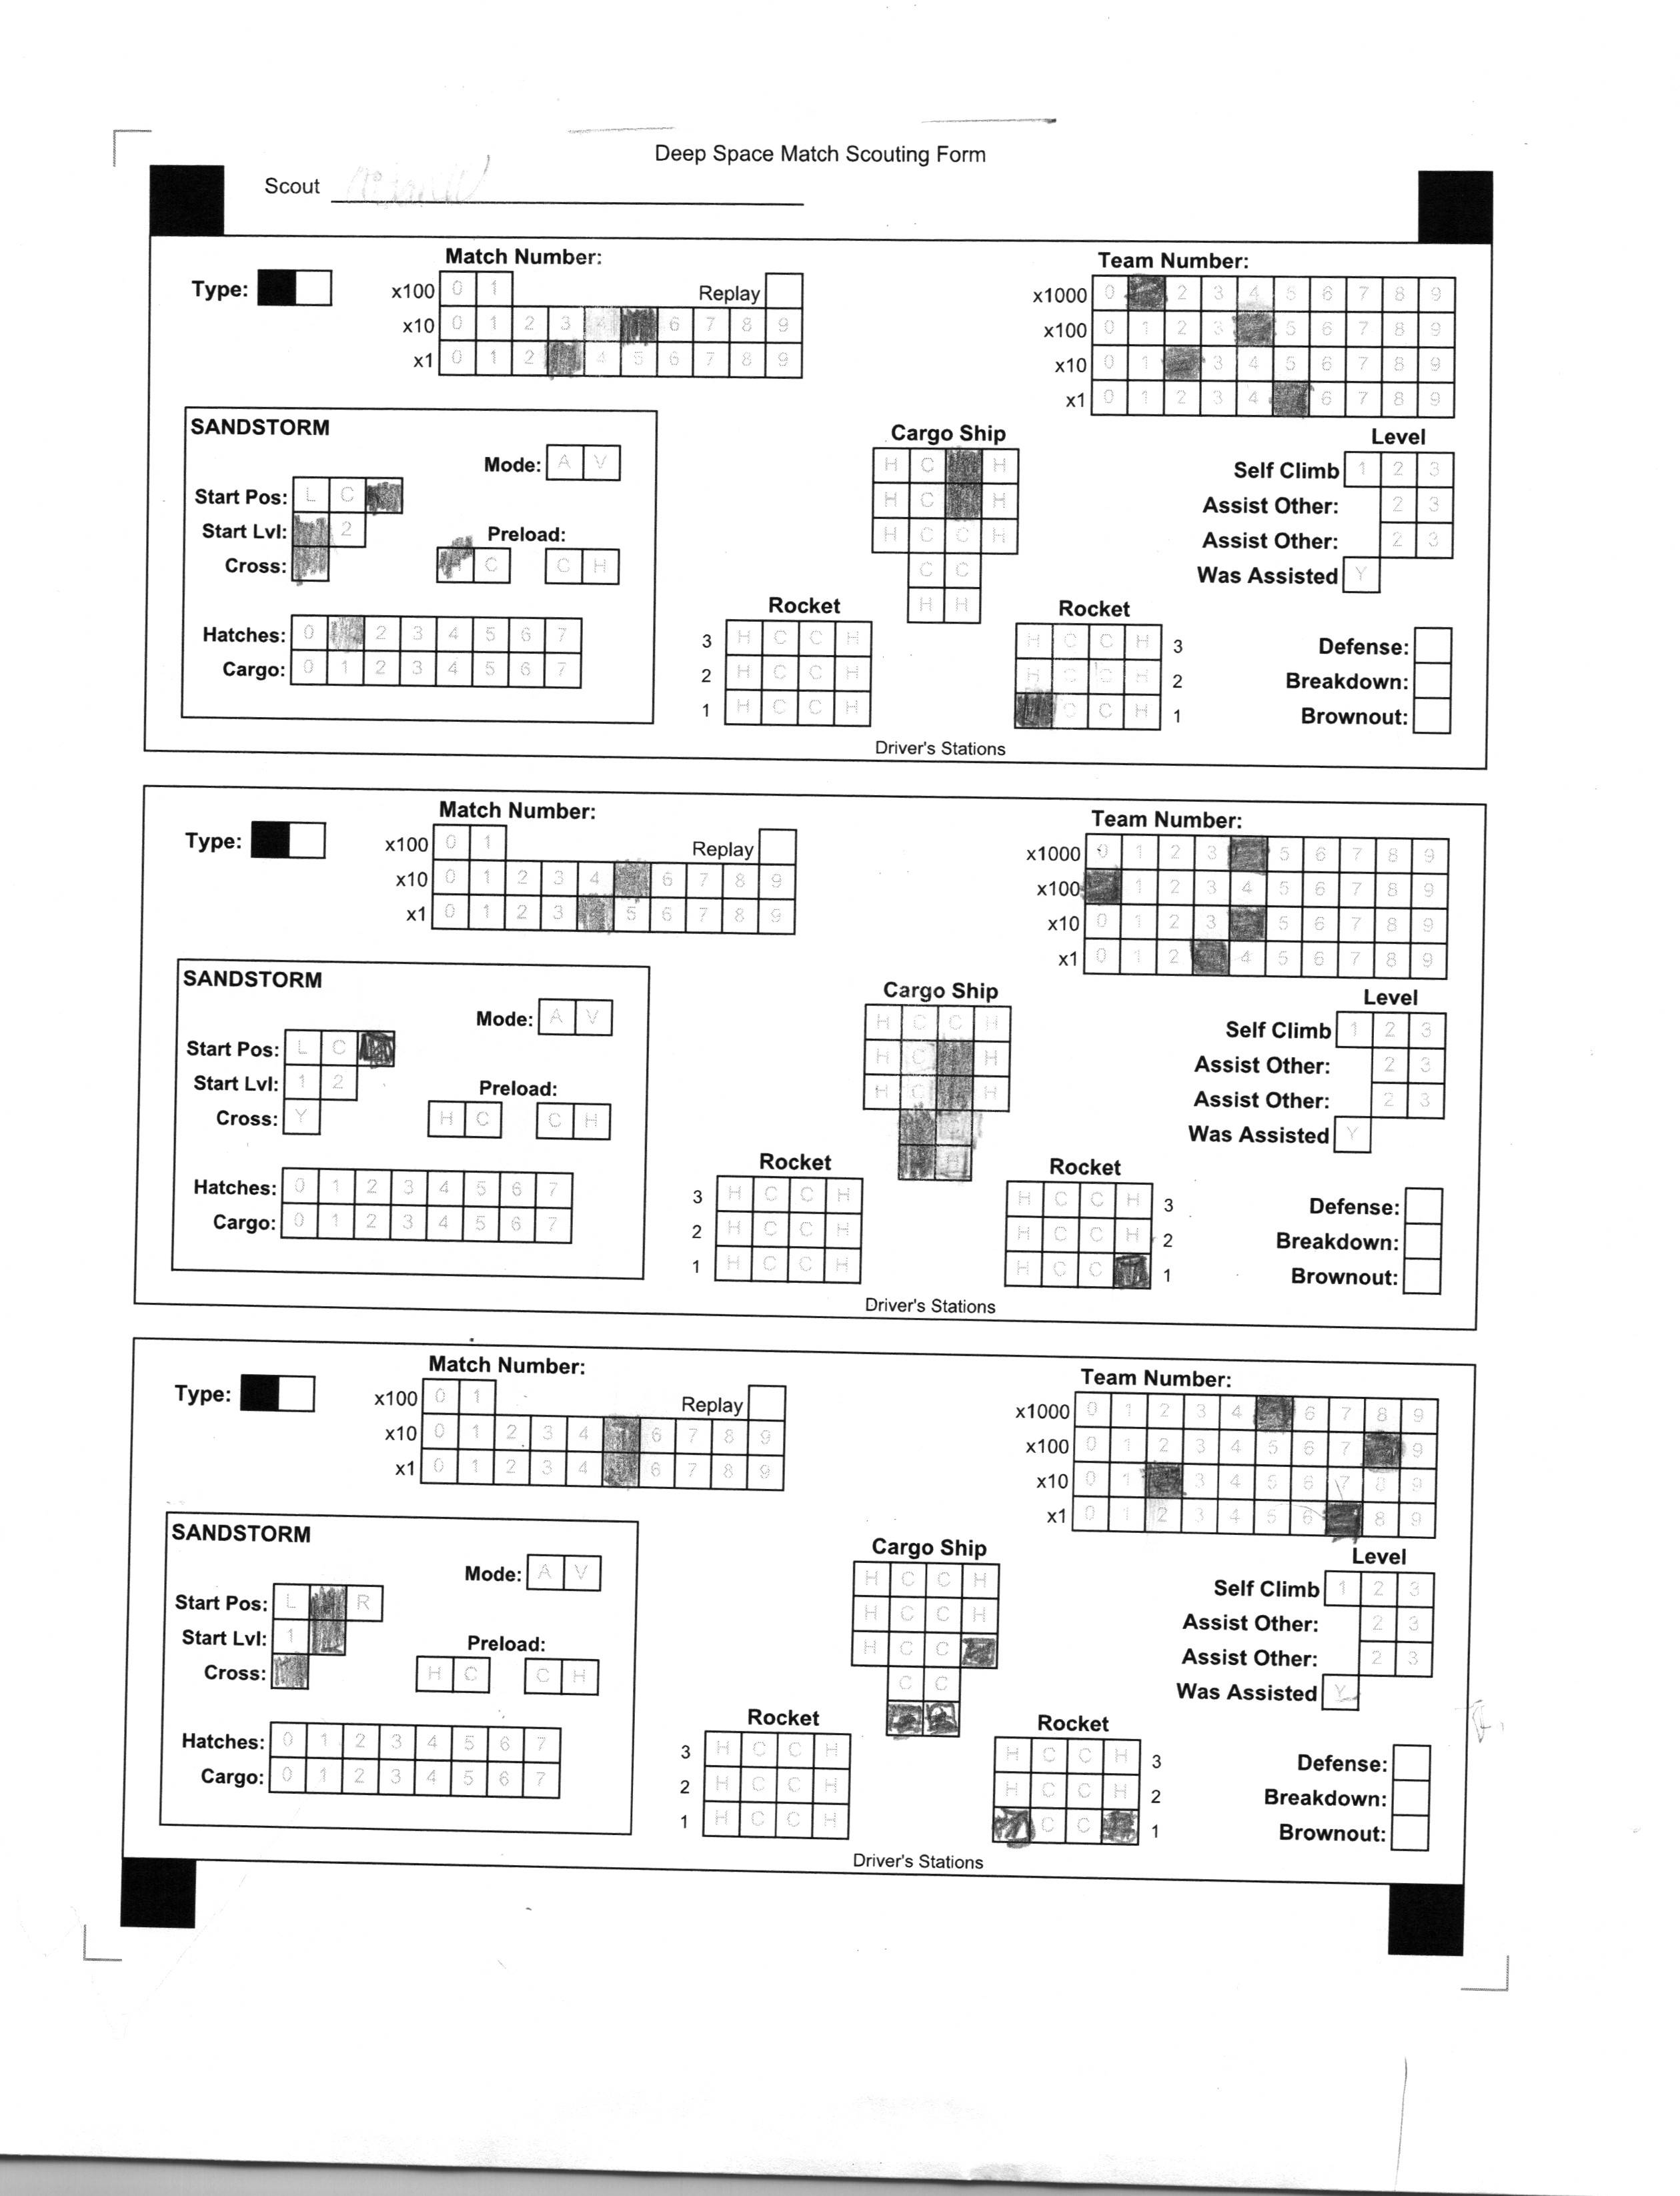 Deep Space Match Scouting Form
Scout
Match Number:
Team Number:
Type:
x100 0 1 Replay
x10 0 1 2 3 4 6 7 8 9
x1 0 1 2 4 5 6 7 8 9
x1000 0 2 3 4 5 6 7 8 9
x100 0 1 2 3 5 6 7 8 9
x10 0 1 3 4 5 6 7 8 9
x1 0 1 2 3 4 6 7 8 9
SANDSTORM
Mode: A V
Start Pos: L C
Start Lvl: 2
Preload:
Cross:
C C H
Hatches: 0 2 3 4 5 6 7
Cargo: 0 1 2 3 4 5 6 7
Cargo Ship
H C H
H C H
H C C H
C C
H H
Rocket
3 H C C H
2 H C C H
1 H C C H
Rocket
H C C H 3
H C C H 2
C C H 1
Level
Self Climb 1 2 3
Assist Other: 2 3
Assist Other: 2 3
Was Assisted Y
Defense:
Breakdown:
Brownout:
Driver's Stations
Match Number:
Team Number:
Type:
x100 0 1 Replay
x10 0 1 2 3 4 6 7 8 9
x1 0 1 2 3 5 6 7 8 9
x1000 0 1 2 3 5 6 7 8 9
x100 1 2 3 4 5 6 7 8 9
x10 0 1 2 3 5 6 7 8 9
x1 0 1 2 4 5 6 7 8 9
SANDSTORM
Mode: A V
Start Pos: L C
Start Lvl: 1 2
Preload:
Cross: Y
H C C H
Hatches: 0 1 2 3 4 5 6 7
Cargo: 0 1 2 3 4 5 6 7
Cargo Ship
H C C H
H C H
H C H
H
Rocket
3 H C C H
2 H C C H
1 H C C H
Rocket
H C C H 3
H C C H 2
H C C 1
Level
Self Climb 1 2 3
Assist Other: 2 3
Assist Other: 2 3
Was Assisted Y
Defense:
Breakdown:
Brownout:
Driver's Stations
Match Number:
Team Number:
Type:
x100 0 1 Replay
x10 0 1 2 3 4 6 7 8 9
x1 0 1 2 3 4 6 7 8 9
x1000 0 1 2 3 4 6 7 8 9
x100 0 1 2 3 4 5 6 7 9
x10 0 1 3 4 5 6 7 8 9
x1 0 1 2 3 4 5 6 8 9
SANDSTORM
Mode: A V
Start Pos: L R
Start Lvl: 1
Preload:
Cross:
H C C H
Hatches: 0 1 2 3 4 5 6 7
Cargo: 0 1 2 3 4 5 6 7
Cargo Ship
H C C H
H C C H
H C C
C C
Rocket
3 H C C H
2 H C C H
1 H C C H
Rocket
H C C H 3
H C C H 2
C C 1
Level
Self Climb 1 2 3
Assist Other: 2 3
Assist Other: 2 3
Was Assisted Y
Defense:
Breakdown:
Brownout:
Driver's Stations